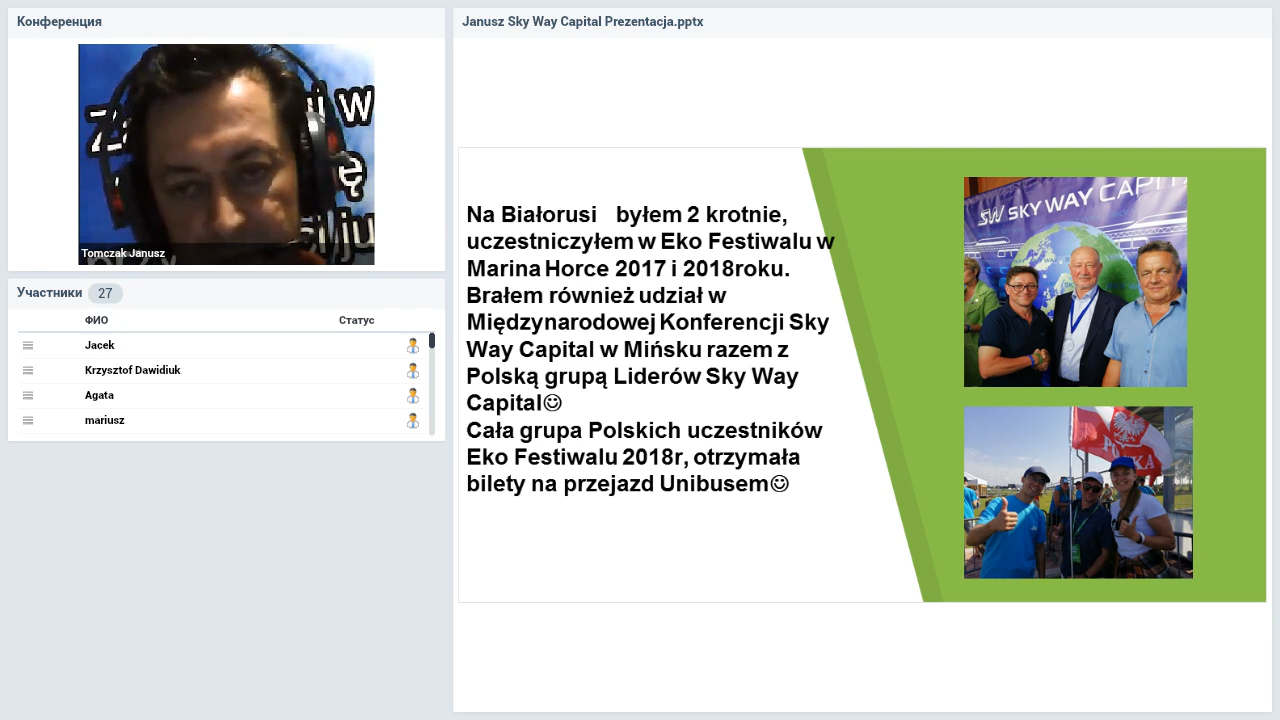 Конференция
Tomczak Janusz
Участники 27
ФИО Статус
Jacek
Krzysztof Dawidiuk
Agata
mariusz
Janusz Sky Way Capital Prezentacja.pptx
Na Białorusi byłem 2 krotnie,
uczestniczyłem w Eko Festiwalu w
Marina Horce 2017 i 2018roku.
Brałem również udział w
Międzynarodowej Konferencji Sky
Way Capital w Mińsku razem z
Polską grupą Liderów Sky Way
Capital☺
Cała grupa Polskich uczestników
Eko Festiwalu 2018r, otrzymała
bilety na przejazd Unibusem☺
SW SKY WAY CAPIT